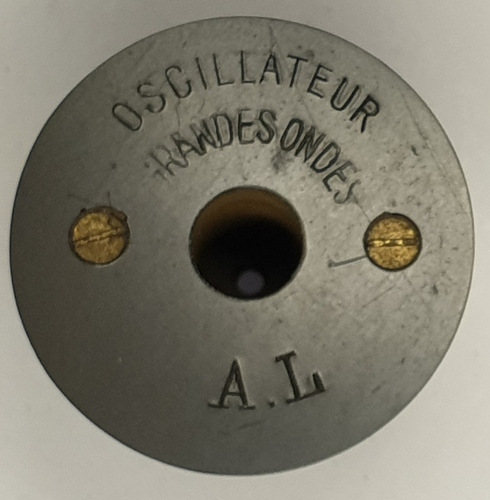 OSCILLATEUR
GRANDES ONDES
A.L